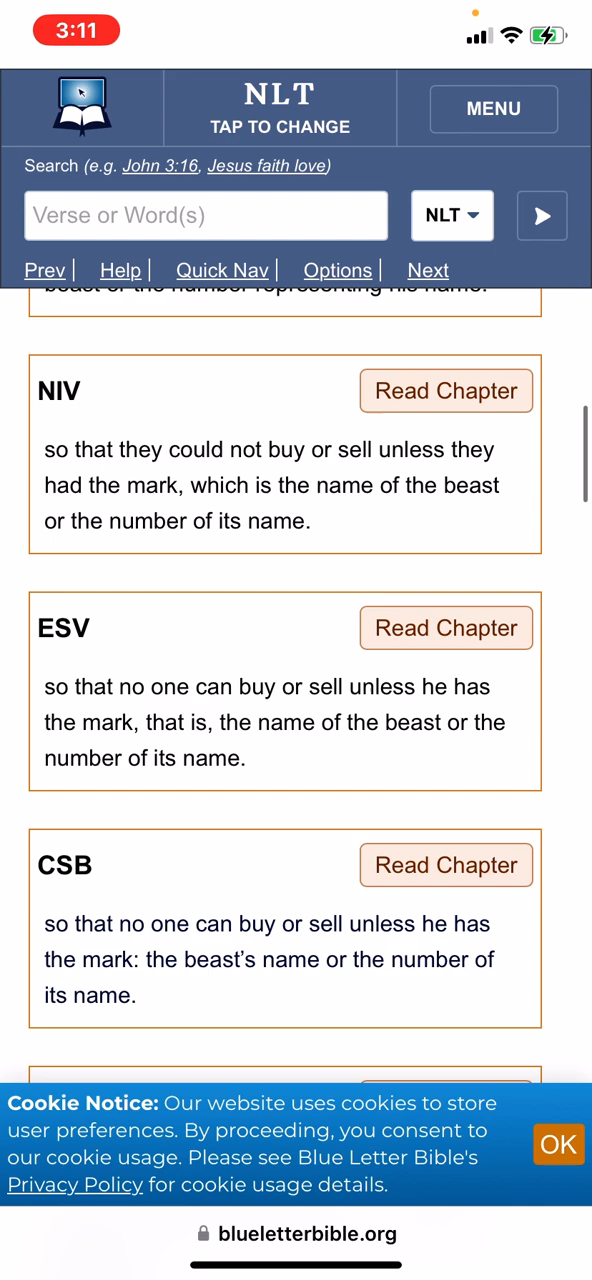 3:11
NLT
TAP TO CHANGE
MENU
Search (e.g. John 3:16, Jesus faith love)
Verse or Word(s)
NLT
Prev | Help | Quick Nav | Options | Next
beast or the number representing his name.
NIV
Read Chapter
so that they could not buy or sell unless they
had the mark, which is the name of the beast
or the number of its name.
ESV
Read Chapter
so that no one can buy or sell unless he has
the mark, that is, the name of the beast or the
number of its name.
CSB
Read Chapter
so that no one can buy or sell unless he has
the mark: the beast’s name or the number of
its name.
Cookie Notice: Our website uses cookies to store
user preferences. By proceeding, you consent to
our cookie usage. Please see Blue Letter Bible's
Privacy Policy for cookie usage details.
OK
blueletterbible.org